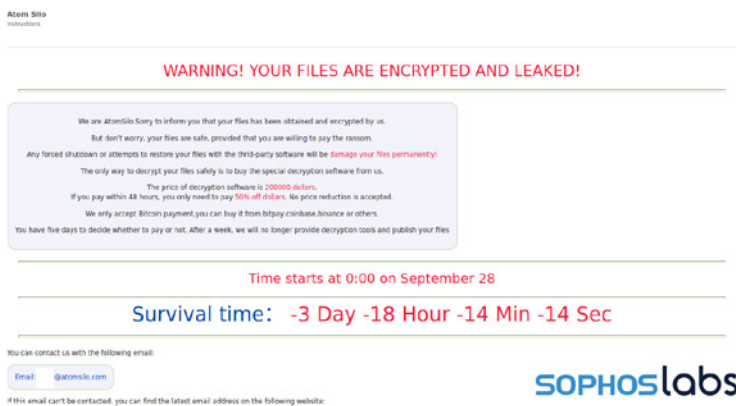 Atom Silo
Instructions
WARNING! YOUR FILES ARE ENCRYPTED AND LEAKED!
We are AtomSilo.Sorry to inform you that your files has been obtained and encrypted by us.
But don't worry, your files are safe, provided that you are willing to pay the ransom.
Any forced shutdown or attempts to restore your files with the thrid-party software will be damage your files permanently!
The only way to decrypt your files safely is to buy the special decryption software from us.
The price of decryption software is 200000 dollors.
If you pay within 48 hours, you only need to pay 50% off dollars. No price reduction is accepted.
We only accept Bitcoin payment,you can buy it from bitpay,coinbase,binance or others.
You have five days to decide whether to pay or not. After a week, we will no longer provide decryption tools and publish your files
Time starts at 0:00 on September 28
Survival time: -3 Day -18 Hour -14 Min -14 Sec
You can contact us with the following email:
Email: @atomsilo.com
SOPHOSlabs
If this email can't be contacted, you can find the latest email address on the following website: